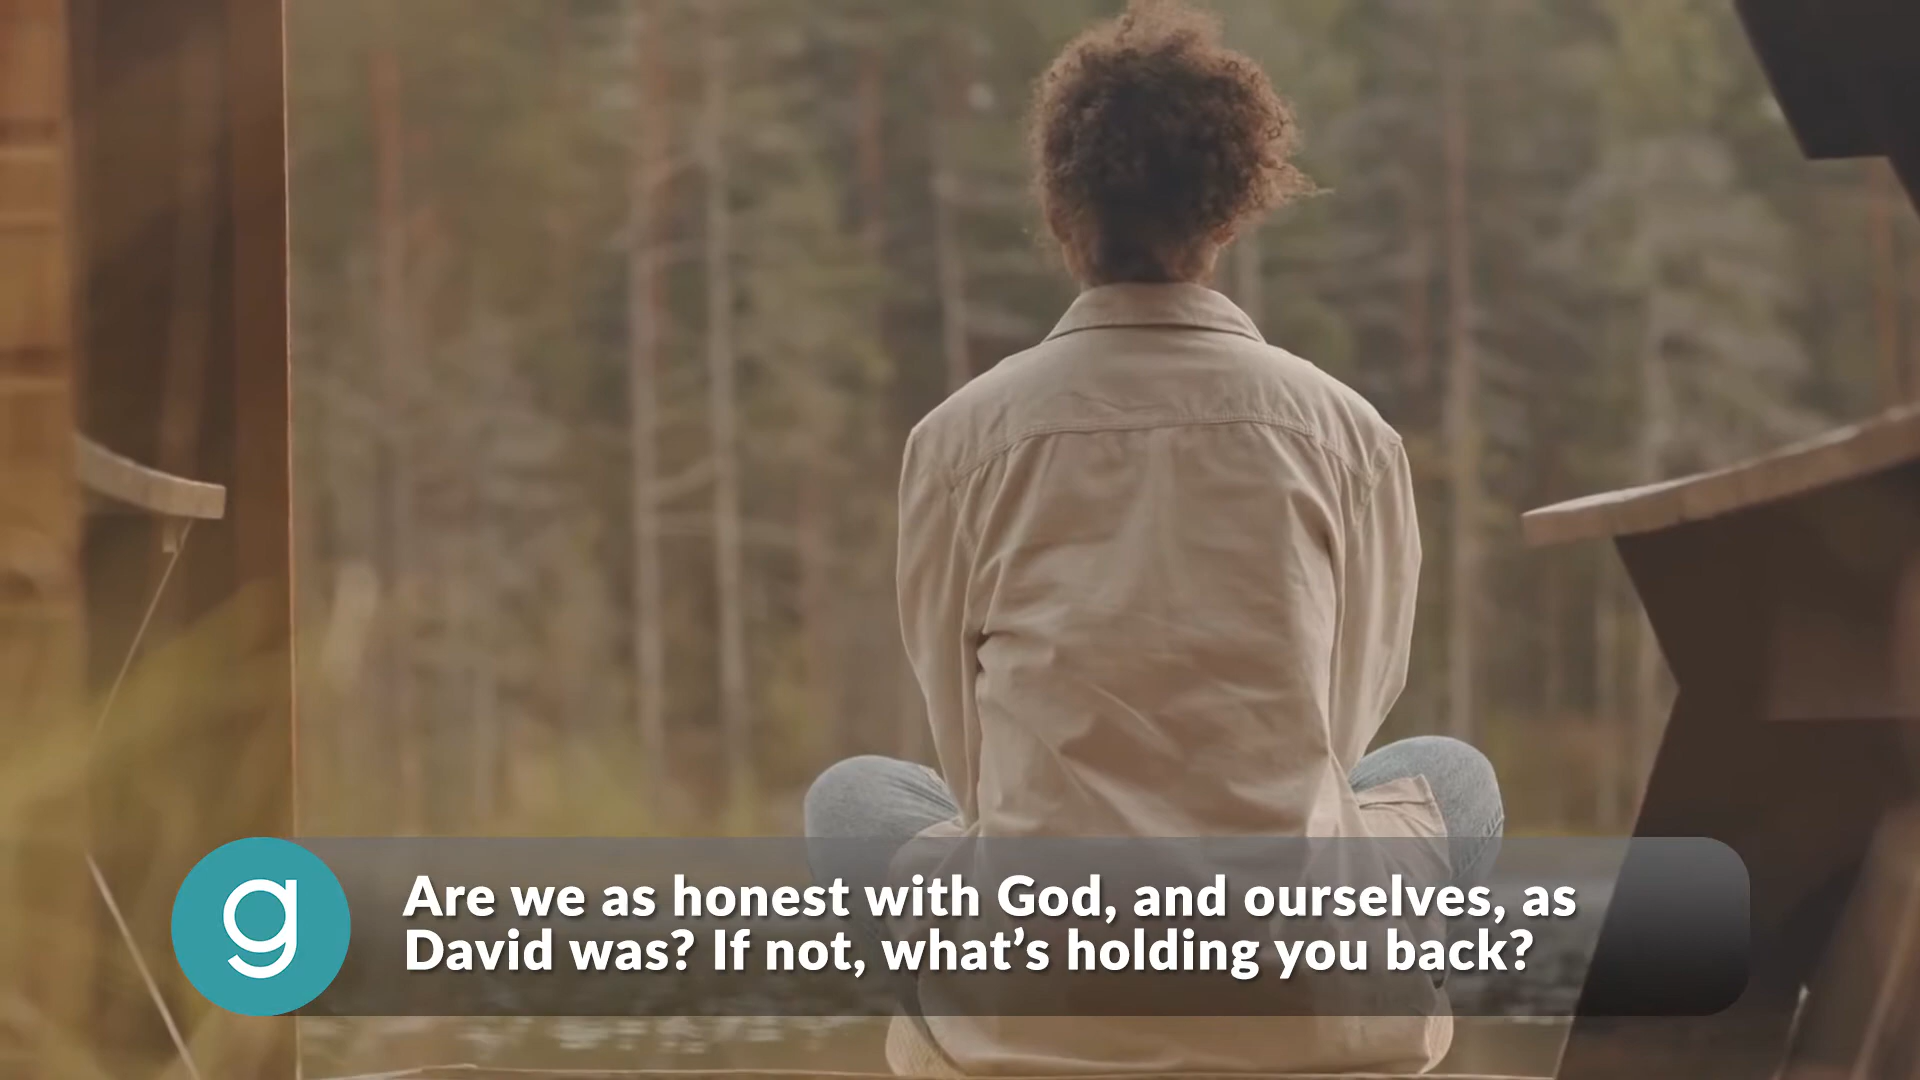 g
Are we as honest with God, and ourselves, as
David was? If not, what’s holding you back?